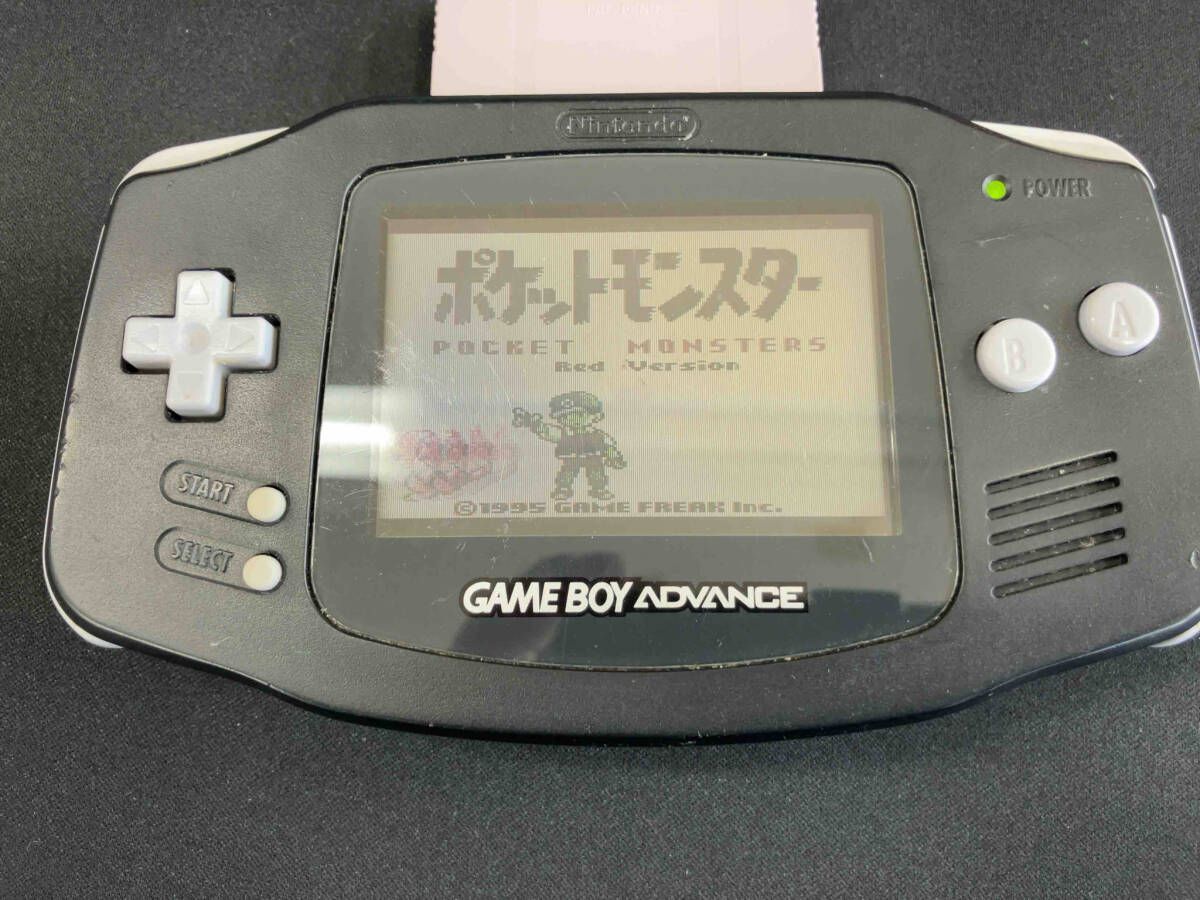 Nintendo
POWER
ポケットモンスター
POCKET MONSTERS
Red Version
A
B
START
SELECT
©1995 GAME FREAK Inc.
GAME BOY ADVANCE